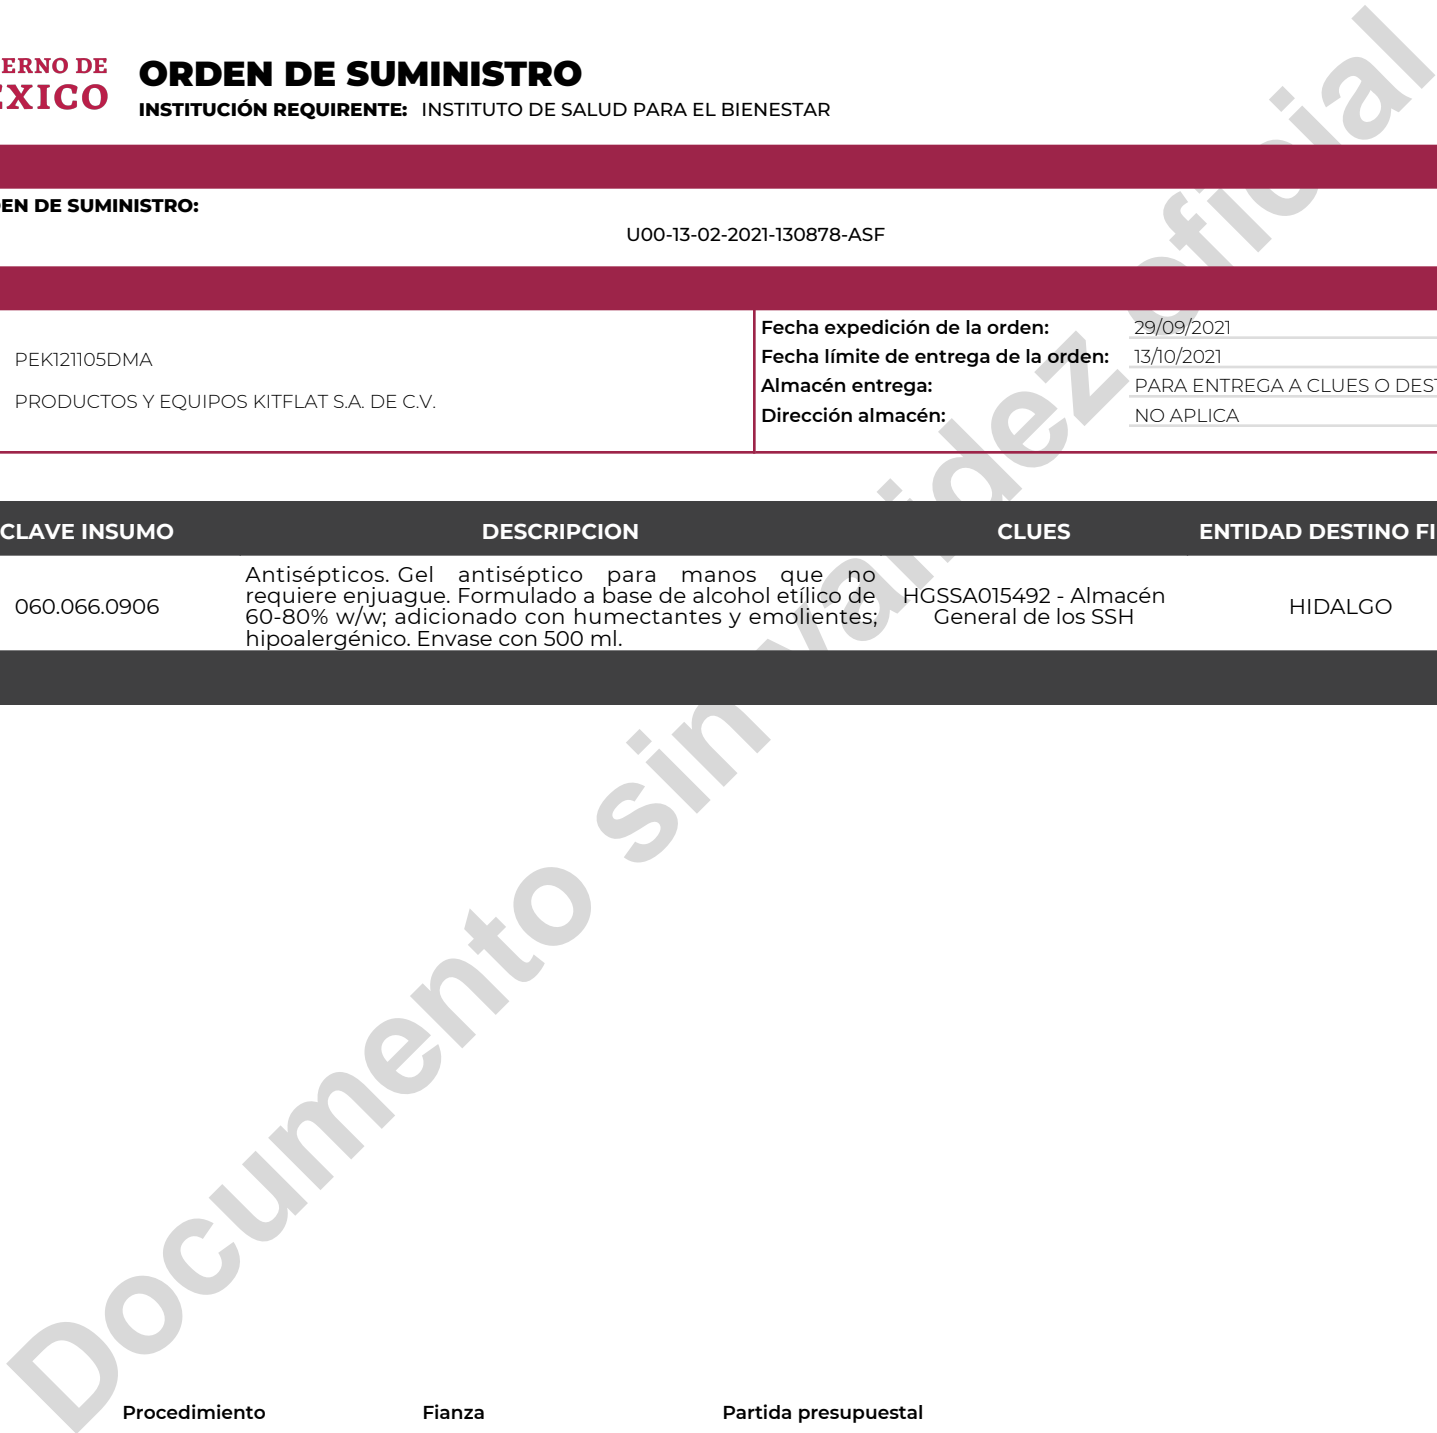 ERNO DE
EXICO
ORDEN DE SUMINISTRO
INSTITUCIÓN REQUIRENTE: INSTITUTO DE SALUD PARA EL BIENESTAR
EN DE SUMINISTRO:
U00-13-02-2021-130878-ASF
PEK121105DMA
PRODUCTOS Y EQUIPOS KITFLAT S.A. DE C.V.
Fecha expedición de la orden: 29/09/2021
Fecha límite de entrega de la orden: 13/10/2021
Almacén entrega: PARA ENTREGA A CLUES O DEST
Dirección almacén: NO APLICA
CLAVE INSUMO DESCRIPCION CLUES ENTIDAD DESTINO FI
060.066.0906
Antisépticos. Gel antiséptico para manos que no
requiere enjuague. Formulado a base de alcohol etílico de
60-80% w/w; adicionado con humectantes y emolientes;
hipoalergénico. Envase con 500 ml.
HGSSA015492 - Almacén
General de los SSH
HIDALGO
Documento sin validez oficial
Procedimiento Fianza Partida presupuestal